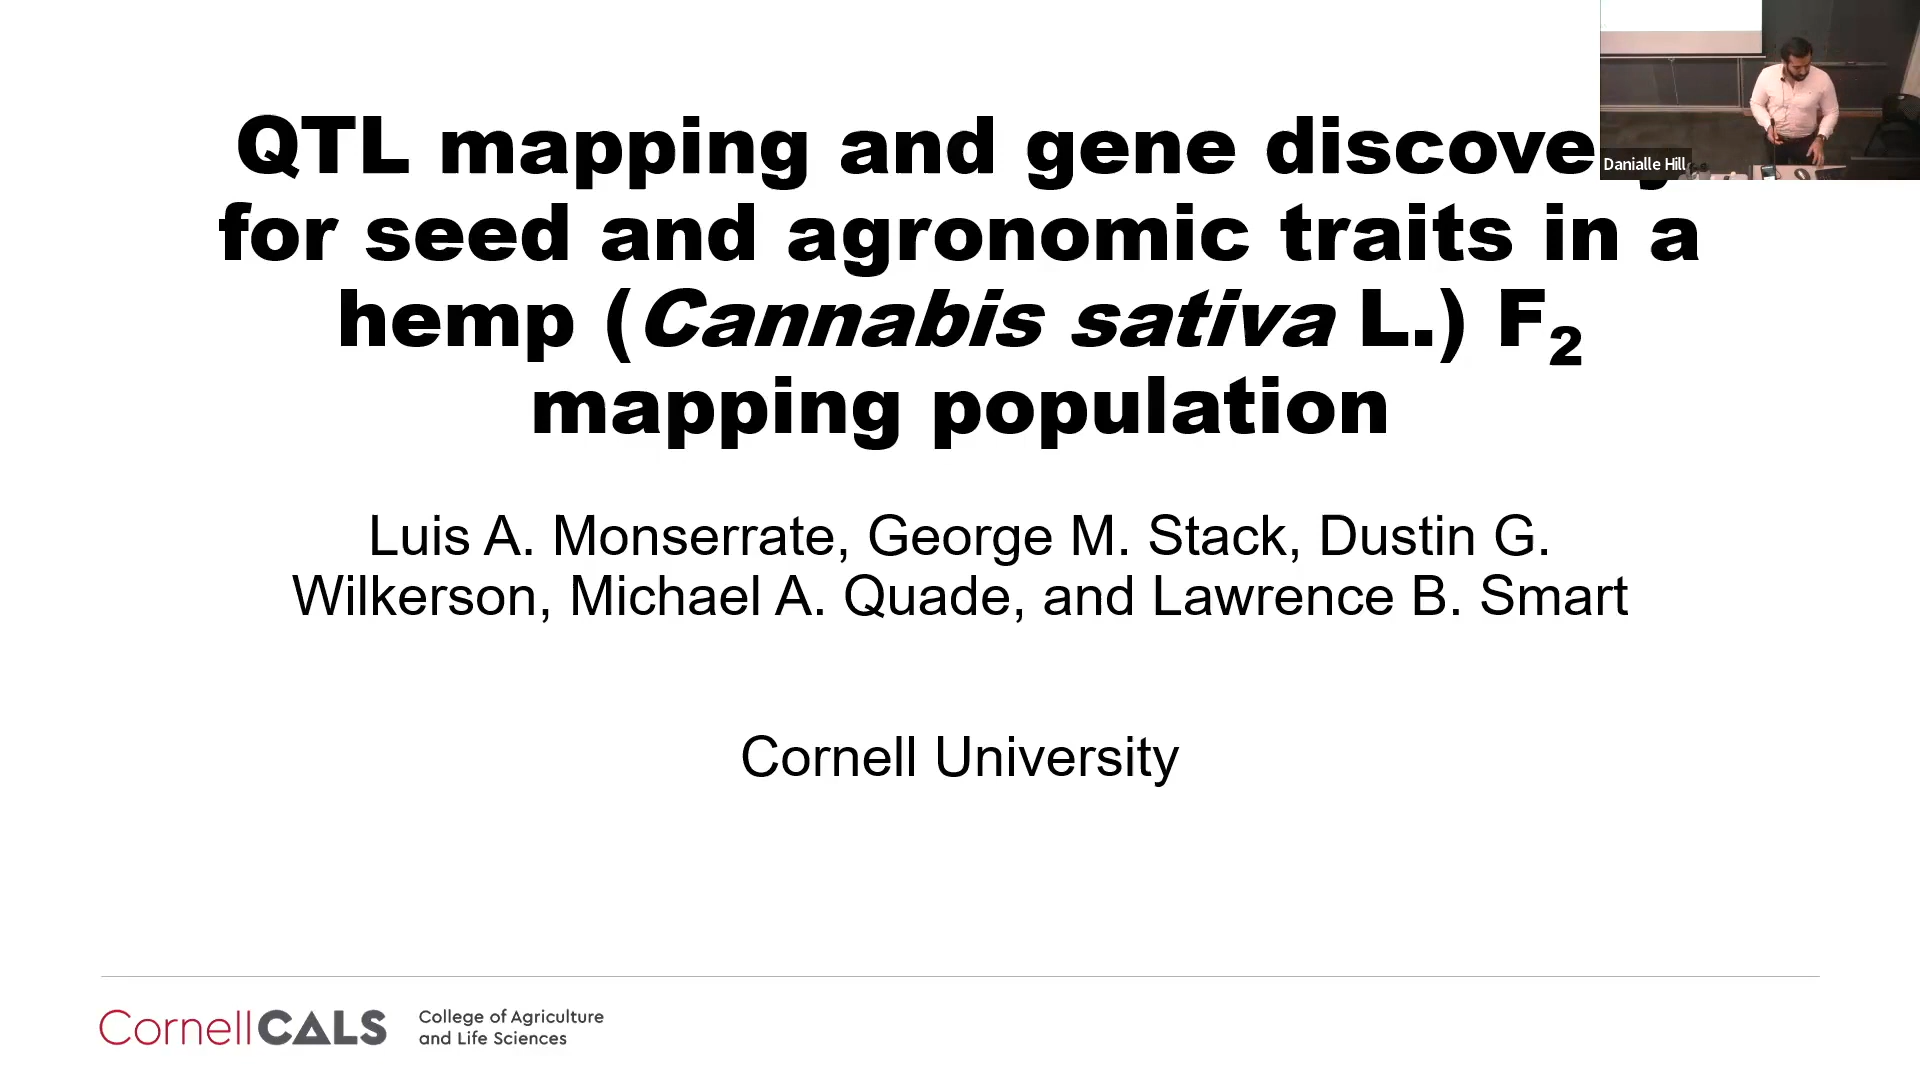 QTL mapping and gene
for seed and agronomic traits in a
hemp (Cannabis sativa L.) F2
mapping population
Luis A. Monserrate, George M. Stack, Dustin G.
Wilkerson, Michael A. Quade, and Lawrence B. Smart
Cornell University
CornellCALS
College of Agriculture
and Life Sciences
Danialle Hill